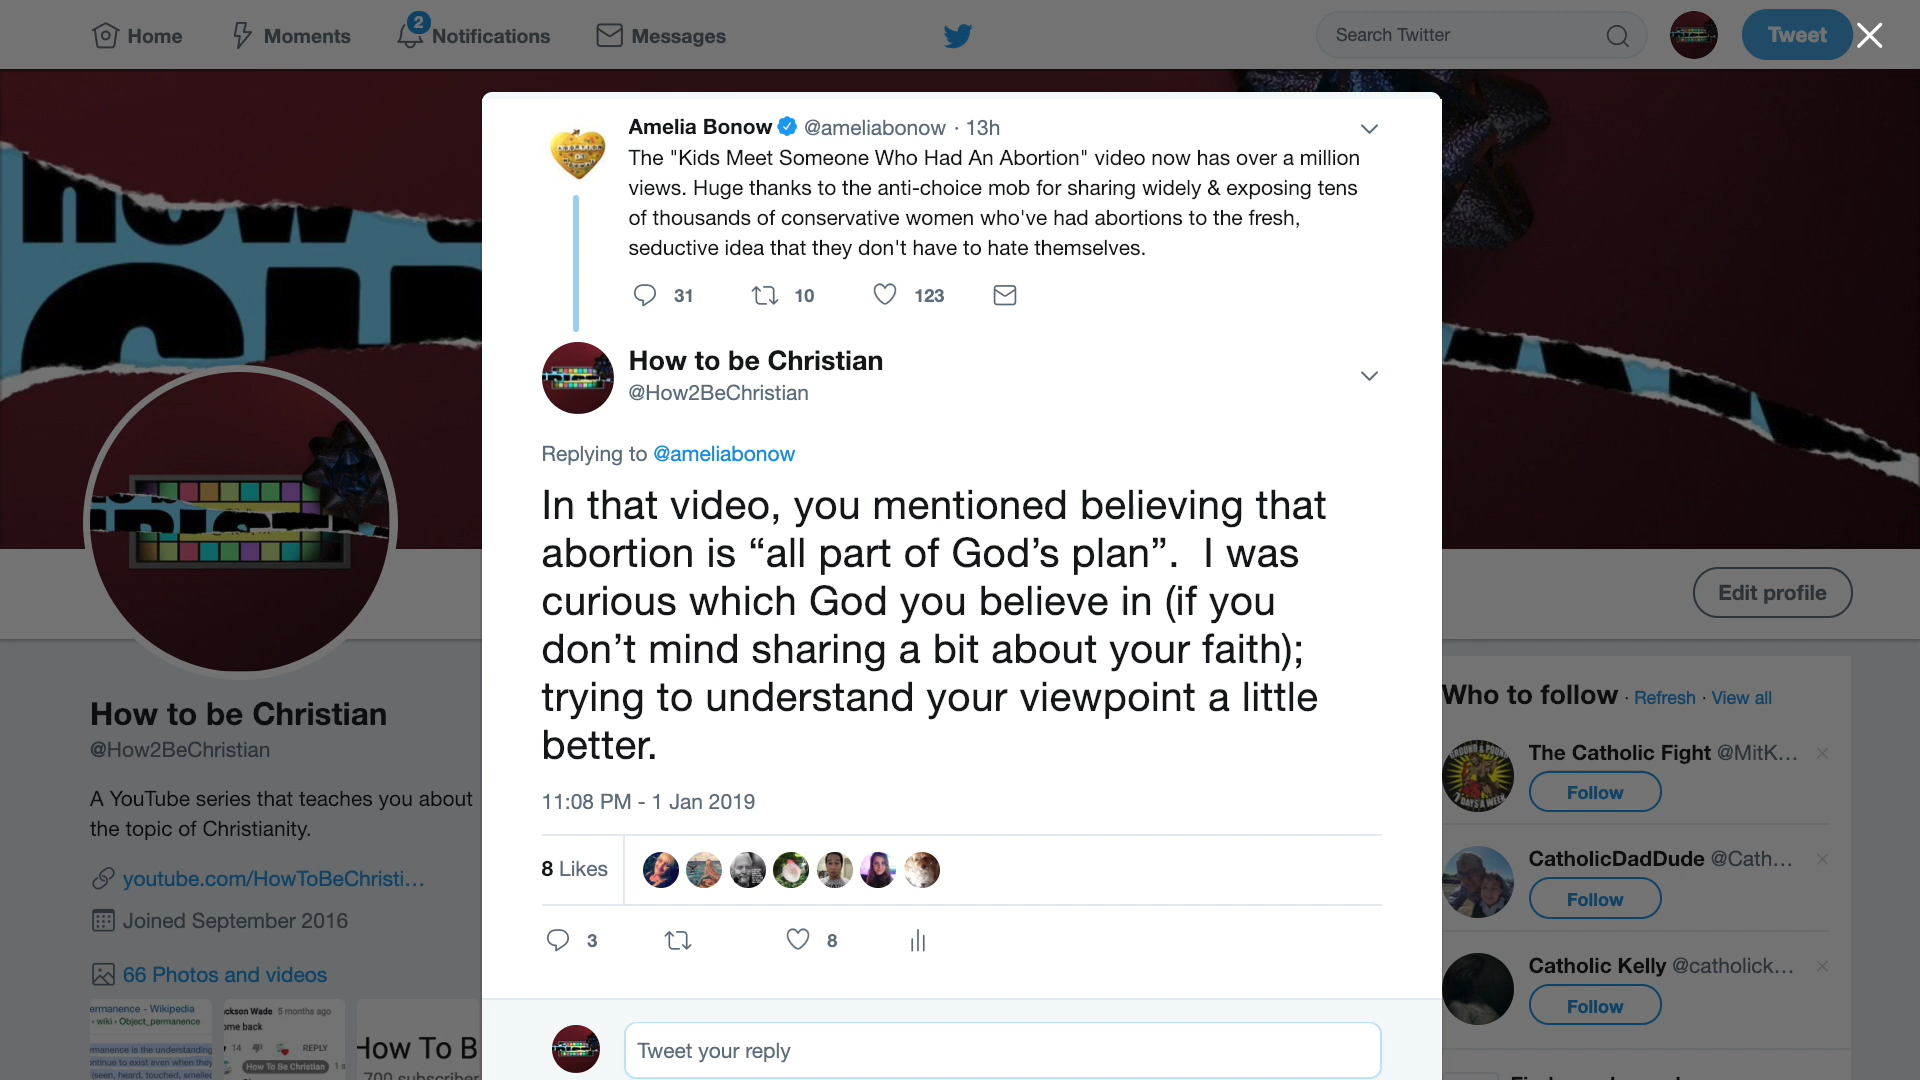 Home
Moments
2
Notifications
Messages
Search Twitter
Tweet
Amelia Bonow @ameliabonow · 13h
The "Kids Meet Someone Who Had An Abortion" video now has over a million
views. Huge thanks to the anti-choice mob for sharing widely & exposing tens
of thousands of conservative women who've had abortions to the fresh,
seductive idea that they don't have to hate themselves.
31
10
123
How to be Christian
@How2BeChristian
Replying to @ameliabonow
In that video, you mentioned believing that
abortion is “all part of God’s plan”.  I was
curious which God you believe in (if you
don’t mind sharing a bit about your faith);
trying to understand your viewpoint a little
better.
11:08 PM - 1 Jan 2019
8 Likes
3
8
Tweet your reply
How to be Christian
@How2BeChristian
A YouTube series that teaches you about
the topic of Christianity.
youtube.com/HowToBeChristi...
Joined September 2016
66 Photos and videos
ermanence - Wikipedia
wiki › Object_permanence
rmanence is the understanding
ontinue to exist even when they
(seen, heard, touched, smelled
ckson Wade 5 months ago
ome back
14
REPLY
How To Be Christian
How To B
700 subscriber
Edit profile
Who to follow · Refresh · View all
The Catholic Fight @MitK...
Follow
CatholicDadDude @Cath...
Follow
Catholic Kelly @catholick...
Follow